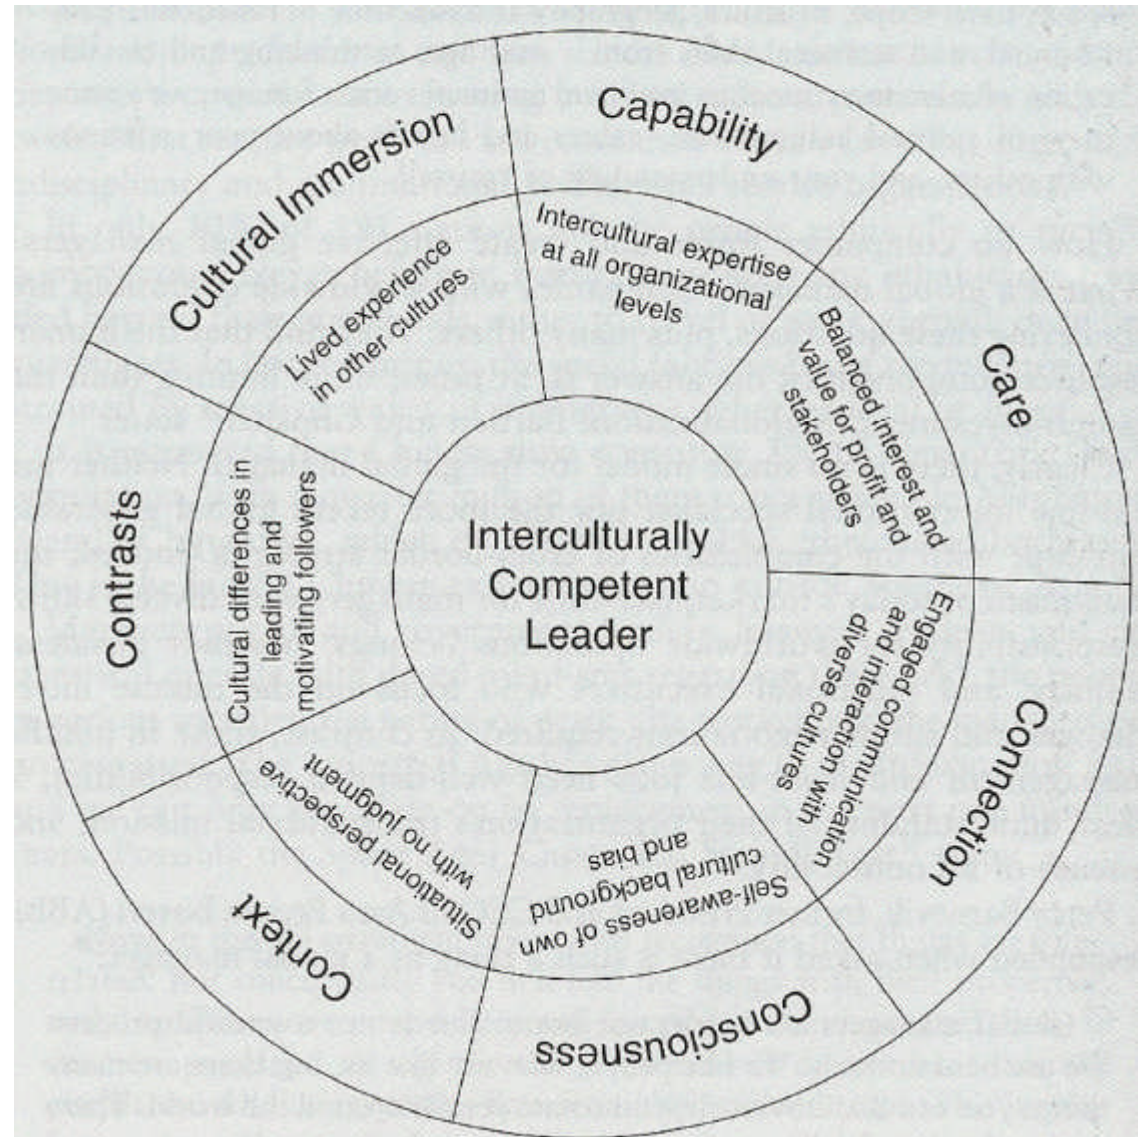 Capability
Intercultural expertise
at all organizational
levels
Care
Balanced interest and
value for profit and
stakeholders
Connection
Engaged communication
and interaction with
diverse cultures
Consciousness
Self-awareness of own
cultural background
and bias
Context
Situational perspective
with no judgment
Contrasts
Cultural differences in
leading and
motivating followers
Cultural Immersion
Lived experience
in other cultures
Interculturally
Competent
Leader